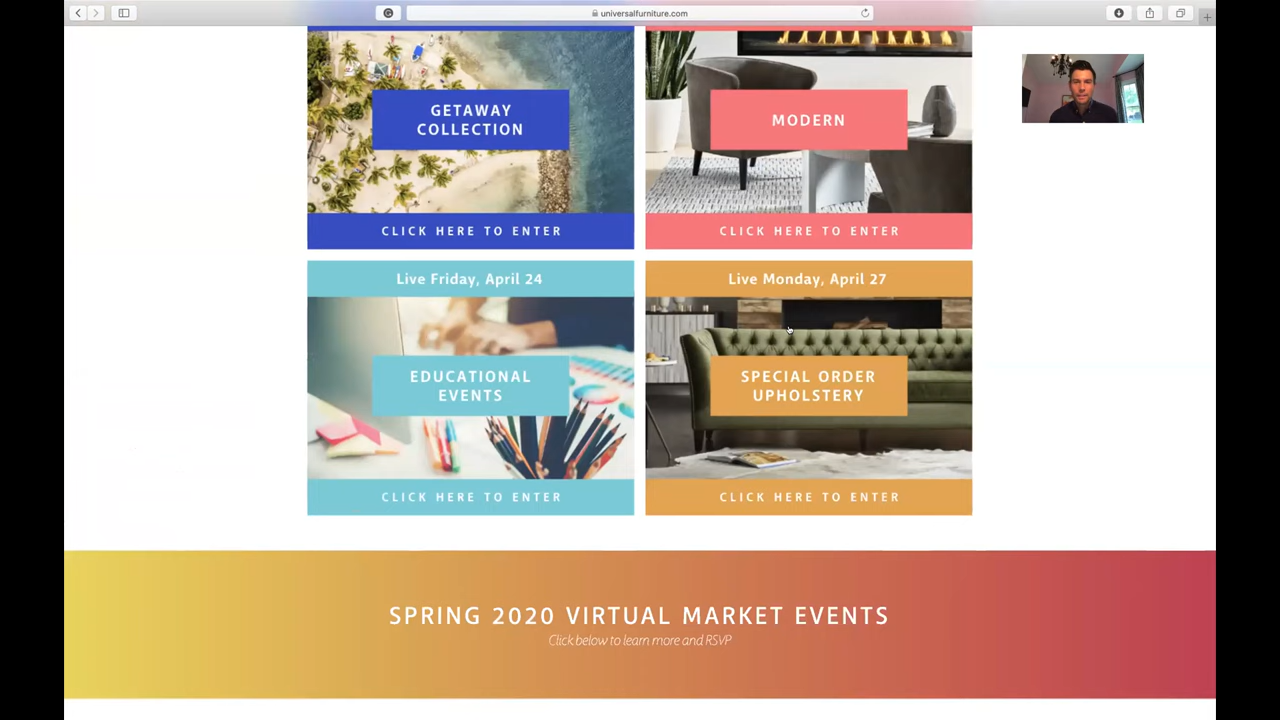 universalfurniture.com
GETAWAY
COLLECTION
CLICK HERE TO ENTER
MODERN
CLICK HERE TO ENTER
Live Friday, April 24
EDUCATIONAL
EVENTS
CLICK HERE TO ENTER
Live Monday, April 27
SPECIAL ORDER
UPHOLSTERY
CLICK HERE TO ENTER
SPRING 2020 VIRTUAL MARKET EVENTS
Click below to learn more and RSVP